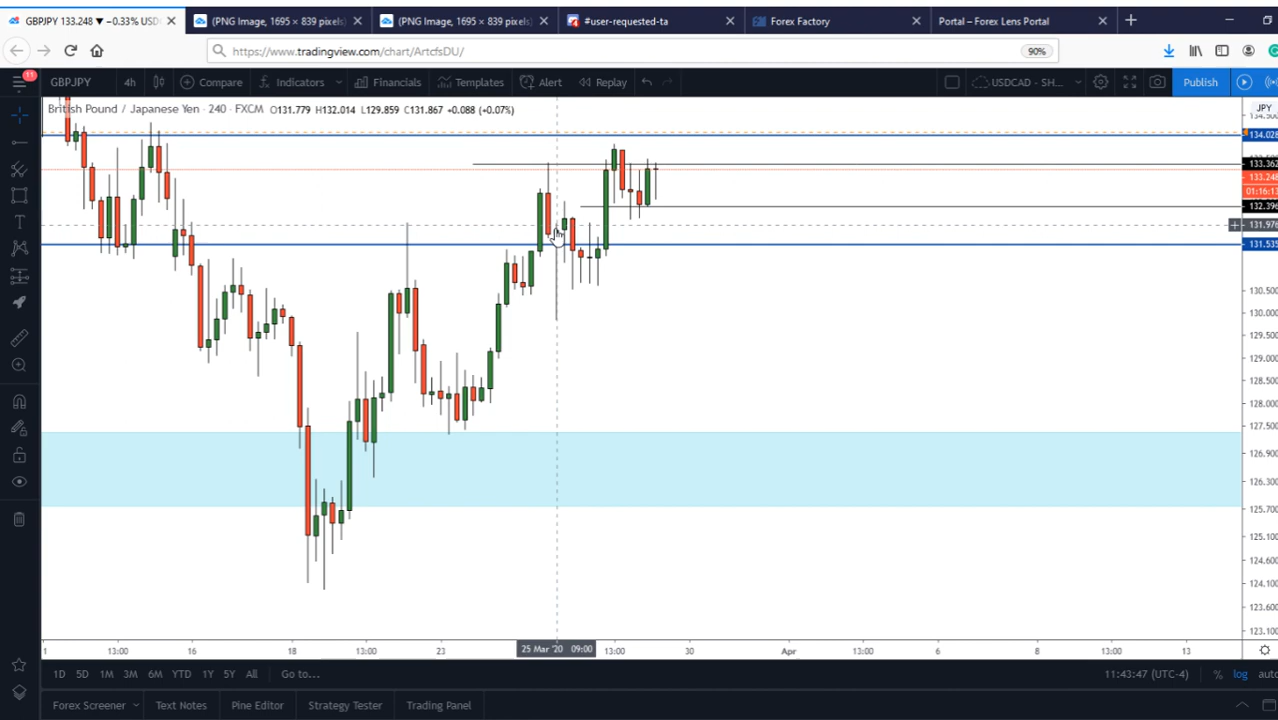 GBPJPY 133.248 ▼ −0.33% USD
(PNG Image, 1695 × 839 pixels)
(PNG Image, 1695 × 839 pixels)
#user-requested-ta
Forex Factory
Portal – Forex Lens Portal
https://www.tradingview.com/chart/ArtcfsDU/
90%
11
GBPJPY
4h
Compare
Indicators
Financials
Templates
Alert
Replay
USDCAD - SH...
Publish
British Pound / Japanese Yen · 240 · FXCM O131.779 H132.014 L129.859 C131.867 +0.088 (+0.07%)
JPY
134.500
134.028
133.362
133.248
01:16:13
132.396
131.976
131.535
130.500
130.000
129.500
129.000
128.500
128.000
127.500
126.900
126.300
125.700
125.100
124.600
124.100
123.600
123.100
1
13:00
16
18
13:00
23
25 Mar '20 09:00
13:00
30
Apr
13:00
6
8
13:00
13
1D 5D 1M 3M 6M YTD 1Y 5Y All Go to...
11:43:47 (UTC-4) % log auto
Forex Screener Text Notes Pine Editor Strategy Tester Trading Panel